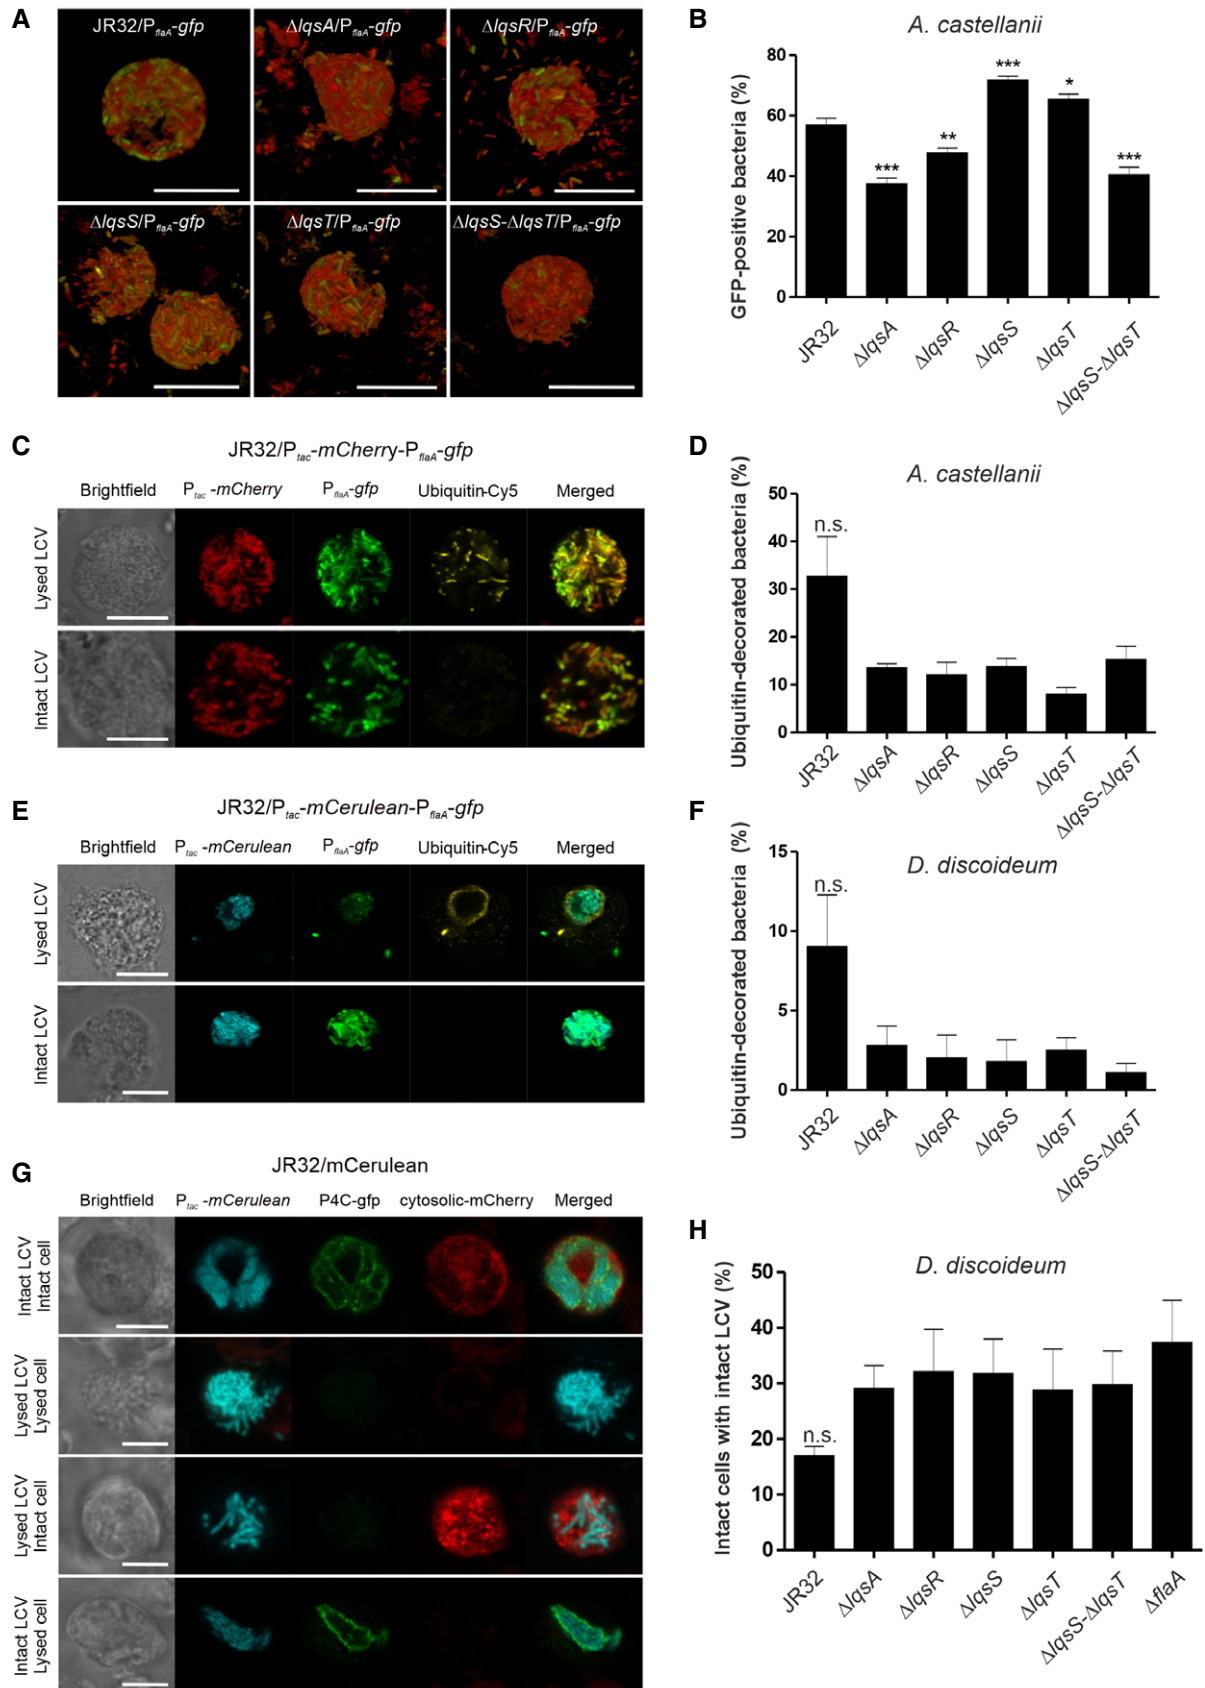 A
JR32/PflaA-gfp
ΔlqsA/PflaA-gfp
ΔlqsR/PflaA-gfp
ΔlqsS/PflaA-gfp
ΔlqsT/PflaA-gfp
ΔlqsS-ΔlqsT/PflaA-gfp
B
A. castellanii
GFP-positive bacteria (%)
80
60
40
20
0
***
**
***
*
***
JR32
ΔlqsA
ΔlqsR
ΔlqsS
ΔlqsT
ΔlqsS-ΔlqsT
C
JR32/Ptac-mCherry-PflaA-gfp
Brightfield
Ptac -mCherry
PflaA-gfp
Ubiquitin-Cy5
Merged
Lysed LCV
Intact LCV
D
A. castellanii
Ubiquitin-decorated bacteria (%)
50
40
30
20
10
0
n.s.
JR32
ΔlqsA
ΔlqsR
ΔlqsS
ΔlqsT
ΔlqsS-ΔlqsT
E
JR32/Ptac-mCerulean-PflaA-gfp
Brightfield
Ptac -mCerulean
PflaA-gfp
Ubiquitin-Cy5
Merged
Lysed LCV
Intact LCV
F
D. discoideum
Ubiquitin-decorated bacteria (%)
15
10
5
0
n.s.
JR32
ΔlqsA
ΔlqsR
ΔlqsS
ΔlqsT
ΔlqsS-ΔlqsT
G
JR32/mCerulean
Brightfield
Ptac -mCerulean
P4C-gfp
cytosolic-mCherry
Merged
Intact LCV
Intact cell
Lysed LCV
Lysed cell
Lysed LCV
Intact cell
Intact LCV
Lysed cell
H
D. discoideum
Intact cells with intact LCV (%)
50
40
30
20
10
0
n.s.
JR32
ΔlqsA
ΔlqsR
ΔlqsS
ΔlqsT
ΔlqsS-ΔlqsT
ΔflaA